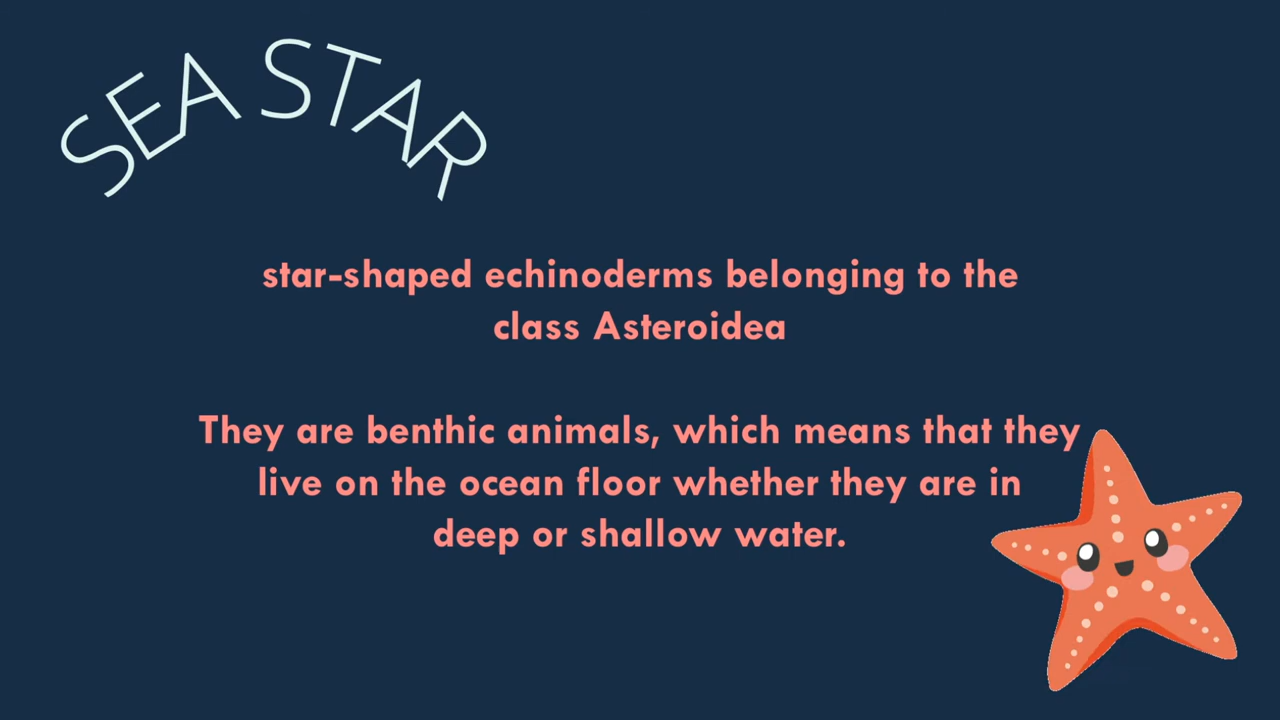 SEA STAR
star-shaped echinoderms belonging to the
class Asteroidea
They are benthic animals, which means that they
live on the ocean floor whether they are in
deep or shallow water.